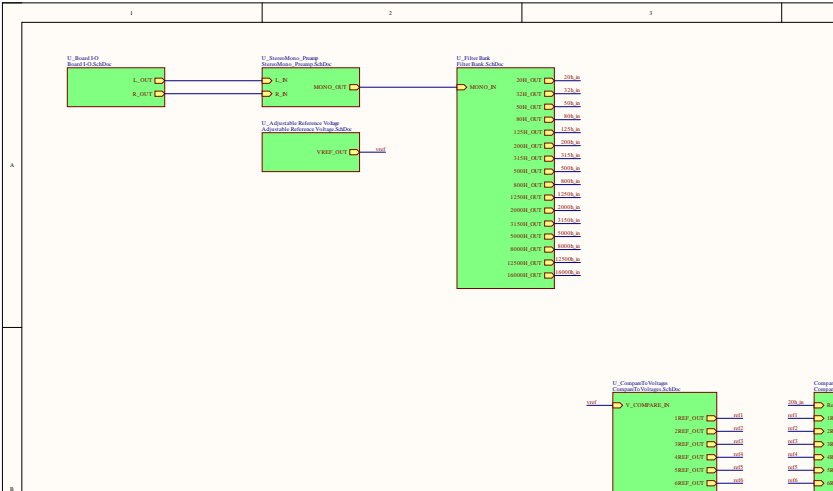 1
2
3
A
B
U_Board I-O
Board I-O.SchDoc
L_OUT
R_OUT
U_StereoMono_Preamp
StereoMono_Preamp.SchDoc
L_IN
R_IN
MONO_OUT
U_Adjustable Reference Voltage
Adjustable Reference Voltage.SchDoc
VREF_OUT
vref
U_Filter Bank
Filter Bank.SchDoc
MONO_IN
20H_OUT 20h_in
32H_OUT 32h_in
50H_OUT 50h_in
80H_OUT 80h_in
125H_OUT 125h_in
200H_OUT 200h_in
315H_OUT 315h_in
500H_OUT 500h_in
800H_OUT 800h_in
1250H_OUT 1250h_in
2000H_OUT 2000h_in
3150H_OUT 3150h_in
5000H_OUT 5000h_in
8000H_OUT 8000h_in
12500H_OUT 12500h_in
16000H_OUT 16000h_in
U_CompareToVoltages
CompareToVoltages.SchDoc
vref
V_COMPARE_IN
1REF_OUT ref1
2REF_OUT ref2
3REF_OUT ref3
4REF_OUT ref4
5REF_OUT ref5
6REF_OUT ref6
20h_in
ref1
ref2
ref3
ref4
ref5
ref6